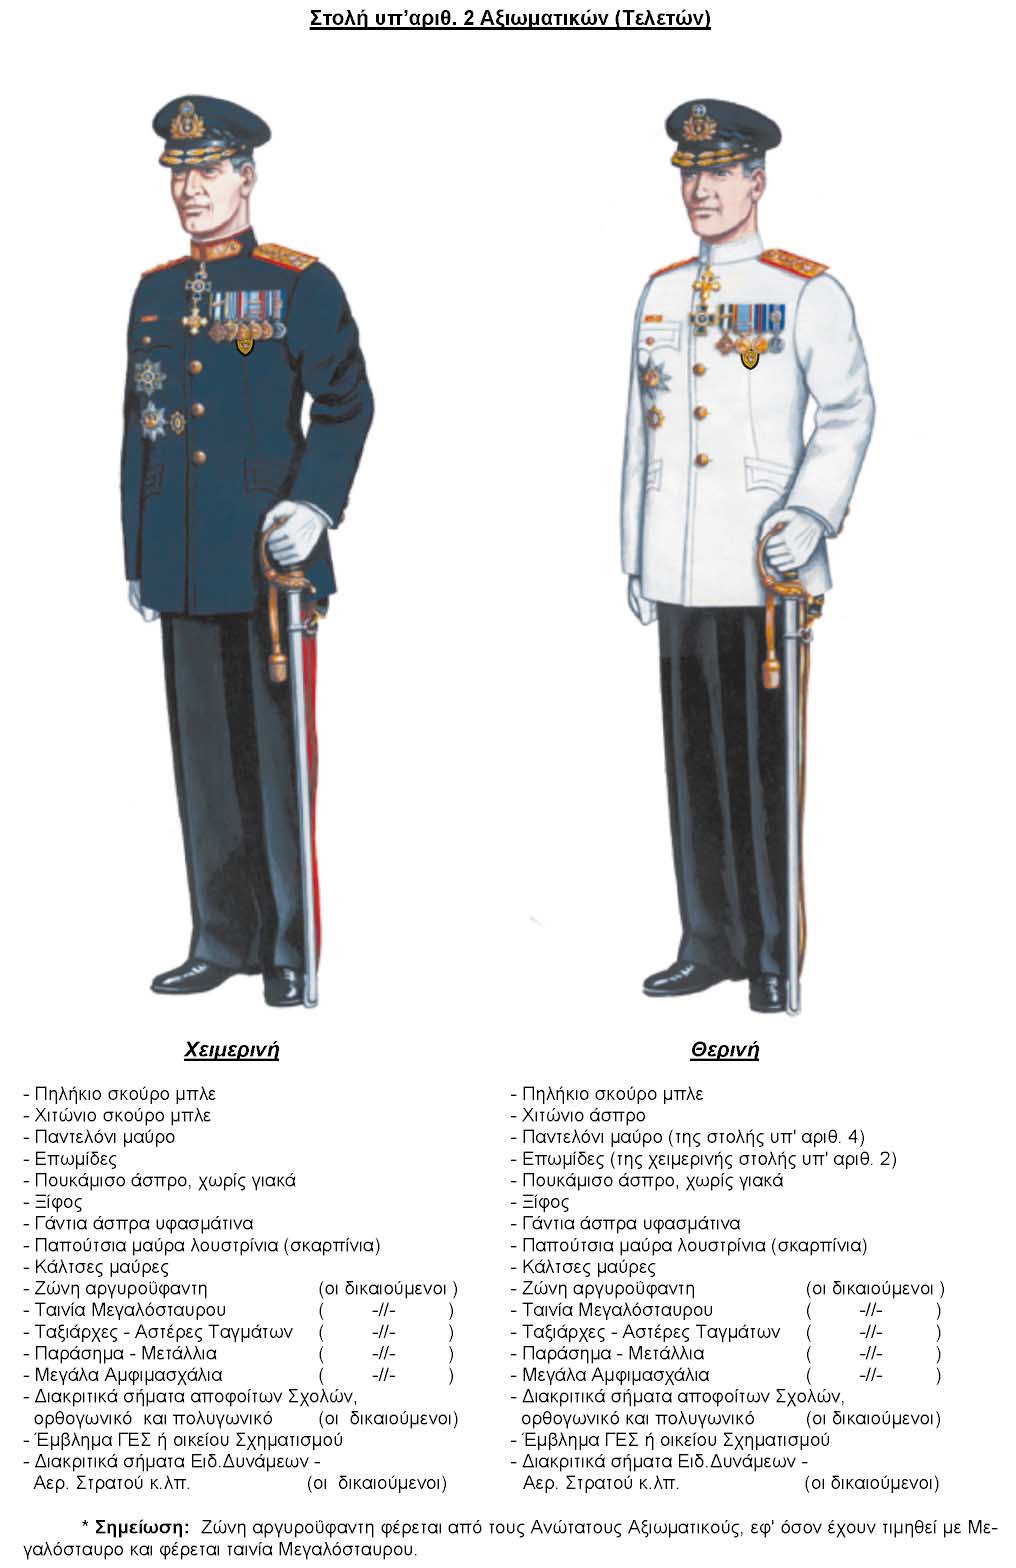 Στολή υπ’αριθ. 2 Αξιωματικών (Τελετών)
Χειμερινή
- Πηλήκιο σκούρο μπλε
- Χιτώνιο σκούρο μπλε
- Παντελόνι μαύρο
- Επωμίδες
- Πουκάμισο άσπρο, χωρίς γιακά
- Ξίφος
- Γάντια άσπρα υφασμάτινα
- Παπούτσια μαύρα λουστρίνια (σκαρπίνια)
- Κάλτσες μαύρες
- Ζώνη αργυροΰφαντη (οι δικαιούμενοι )
- Ταινία Μεγαλόσταυρου ( -//- )
- Ταξιάρχες - Αστέρες Ταγμάτων ( -//- )
- Παράσημα - Μετάλλια ( -//- )
- Μεγάλα Αμφιμασχάλια ( -//- )
- Διακριτικά σήματα αποφοίτων Σχολών,
ορθογωνικό και πολυγωνικό (οι δικαιούμενοι)
- Έμβλημα ΓΕΣ ή οικείου Σχηματισμού
- Διακριτικά σήματα Ειδ.Δυνάμεων -
Αερ. Στρατού κ.λπ. (οι δικαιούμενοι)
Θερινή
- Πηλήκιο σκούρο μπλε
- Χιτώνιο άσπρο
- Παντελόνι μαύρο (της στολής υπ' αριθ. 4)
- Επωμίδες (της χειμερινής στολής υπ' αριθ. 2)
- Πουκάμισο άσπρο, χωρίς γιακά
- Ξίφος
- Γάντια άσπρα υφασμάτινα
- Παπούτσια μαύρα λουστρίνια (σκαρπίνια)
- Κάλτσες μαύρες
- Ζώνη αργυροΰφαντη (οι δικαιούμενοι )
- Ταινία Μεγαλόσταυρου ( -//- )
- Ταξιάρχες - Αστέρες Ταγμάτων ( -//- )
- Παράσημα - Μετάλλια ( -//- )
- Μεγάλα Αμφιμασχάλια ( -//- )
- Διακριτικά σήματα αποφοίτων Σχολών,
ορθογωνικό και πολυγωνικό (οι δικαιούμενοι)
- Έμβλημα ΓΕΣ ή οικείου Σχηματισμού
- Διακριτικά σήματα Ειδ.Δυνάμεων -
Αερ. Στρατού κ.λπ. (οι δικαιούμενοι)
* Σημείωση: Ζώνη αργυροΰφαντη φέρεται από τους Ανώτατους Αξιωματικούς, εφ' όσον έχουν τιμηθεί με Με-
γαλόσταυρο και φέρεται ταινία Μεγαλόσταυρου.